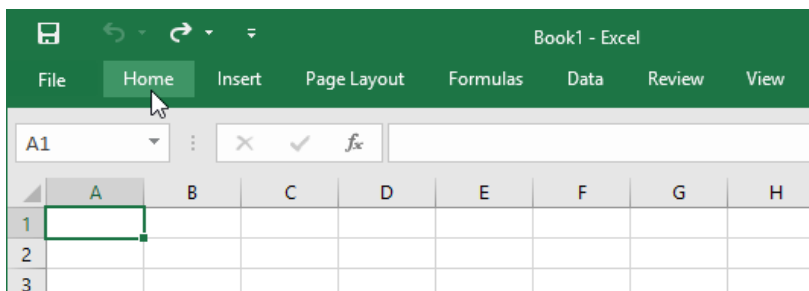 Book1 - Excel
File Home Insert Page Layout Formulas Data Review View
A1 fx
A B C D E F G H
1
2
3